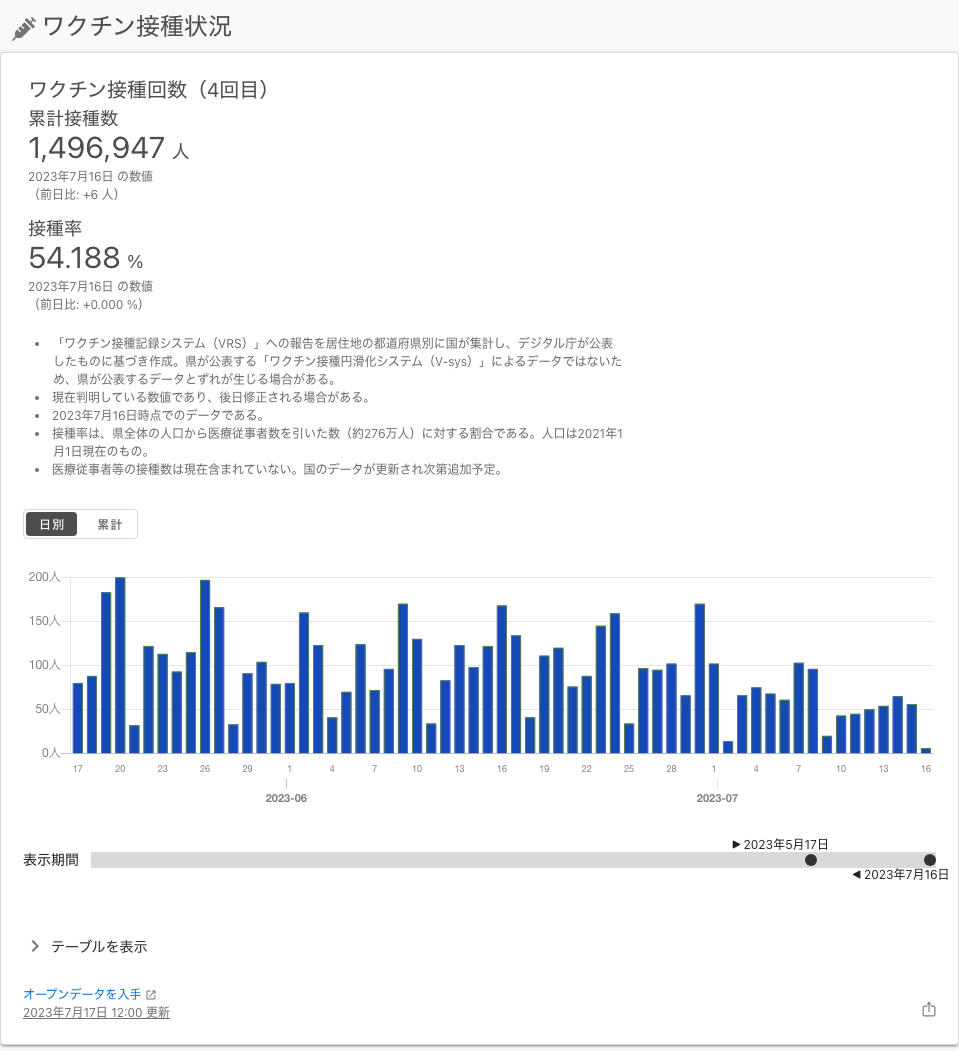 ワクチン接種状況
ワクチン接種回数（4回目）
累計接種数
1,496,947 人
2023年7月16日 の数値
（前日比: +6 人）
接種率
54.188 %
2023年7月16日 の数値
（前日比: +0.000 %）
• 「ワクチン接種記録システム（VRS）」への報告を居住地の都道府県別に国が集計し、デジタル庁が公表
したものに基づき作成。県が公表する「ワクチン接種円滑化システム（V-sys）」によるデータではないた
め、県が公表するデータとずれが生じる場合がある。
• 現在判明している数値であり、後日修正される場合がある。
• 2023年7月16日時点でのデータである。
• 接種率は、県全体の人口から医療従事者数を引いた数（約276万人）に対する割合である。人口は2021年1
月1日現在のもの。
• 医療従事者等の接種数は現在含まれていない。国のデータが更新され次第追加予定。
日別 累計
200人
150人
100人
50人
0人
17 20 23 26 29 1 4 7 10 13 16 19 22 25 28 1 4 7 10 13 16
2023-06 2023-07
▶ 2023年5月17日
表示期間
◀ 2023年7月16日
テーブルを表示
オープンデータを入手
2023年7月17日 12:00 更新